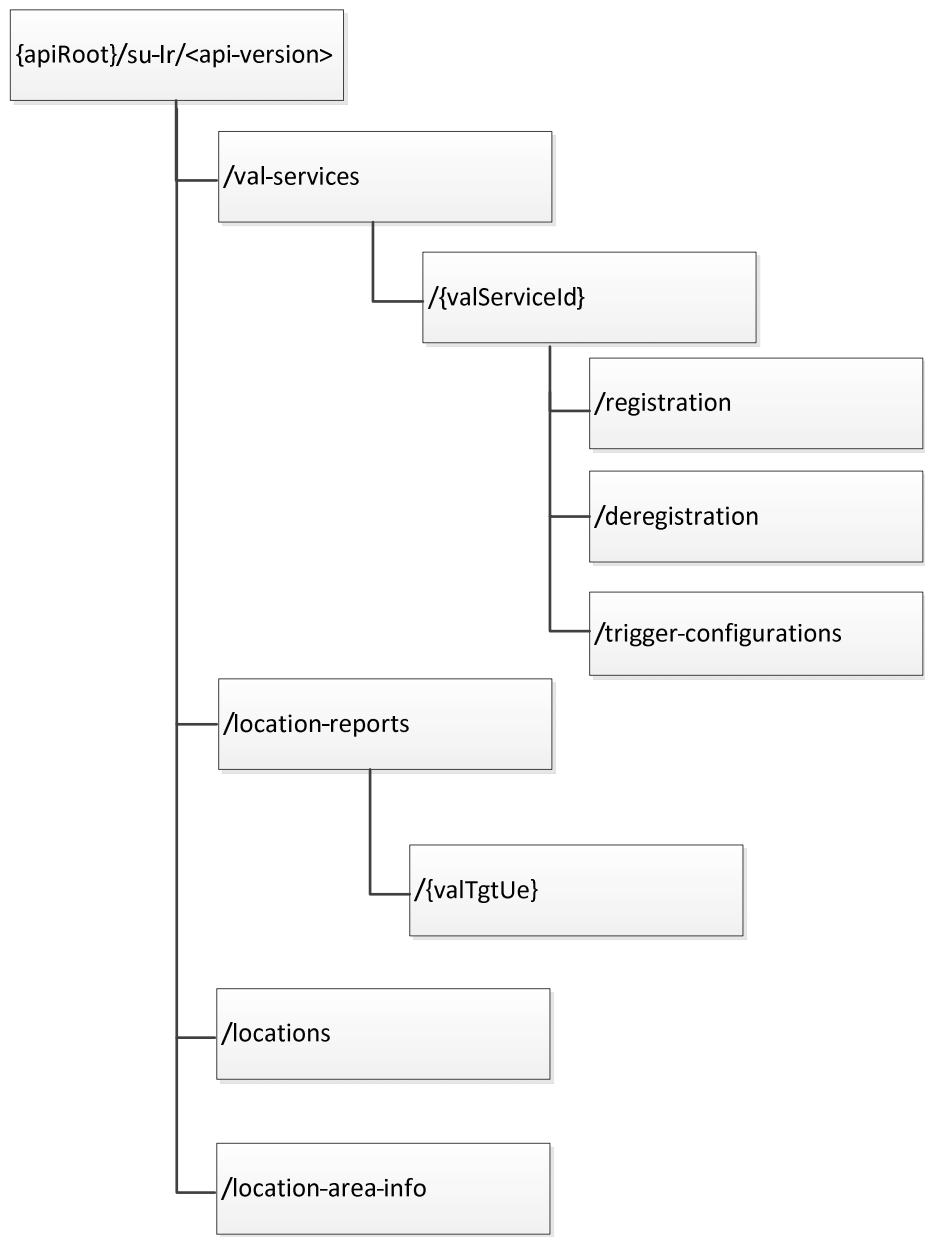 {apiRoot}/su-lr/<api-version>
/val-services
/{valServiceId}
/registration
/deregistration
/trigger-configurations
/location-reports
/{valTgtUe}
/locations
/location-area-info